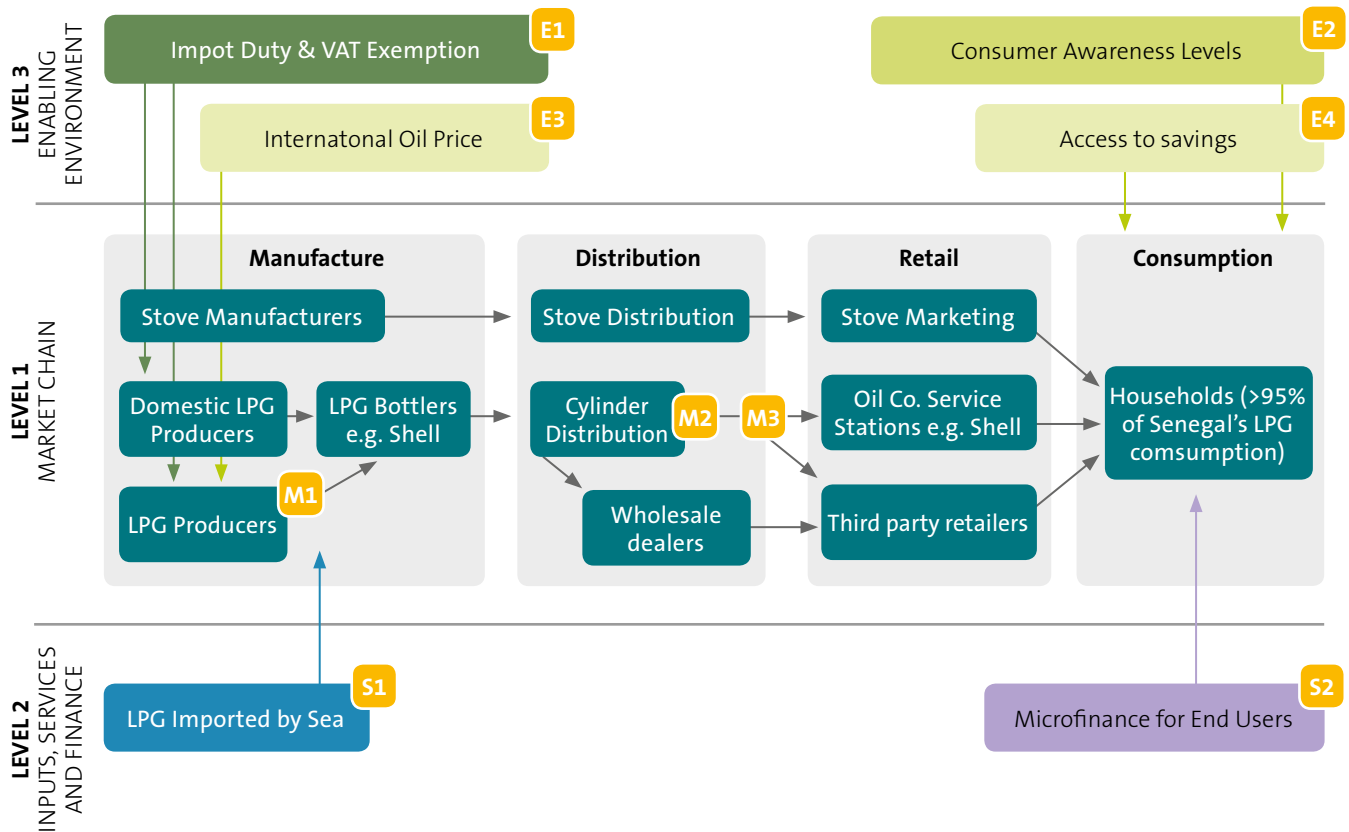 LEVEL 3
ENABLING
ENVIRONMENT
Impot Duty & VAT Exemption
E1
Consumer Awareness Levels
E2
Internatonal Oil Price
E3
Access to savings
E4
LEVEL 1
MARKET CHAIN
Manufacture
Distribution
Retail
Consumption
Stove Manufacturers
Stove Distribution
Stove Marketing
Domestic LPG
Producers
LPG Bottlers
e.g. Shell
Cylinder
Distribution
M2
M3
Oil Co. Service
Stations e.g. Shell
Households (>95%
of Senegal's LPG
comsumption)
LPG Producers
M1
Wholesale
dealers
Third party retailers
LEVEL 2
INPUTS, SERVICES
AND FINANCE
LPG Imported by Sea
S1
Microfinance for End Users
S2